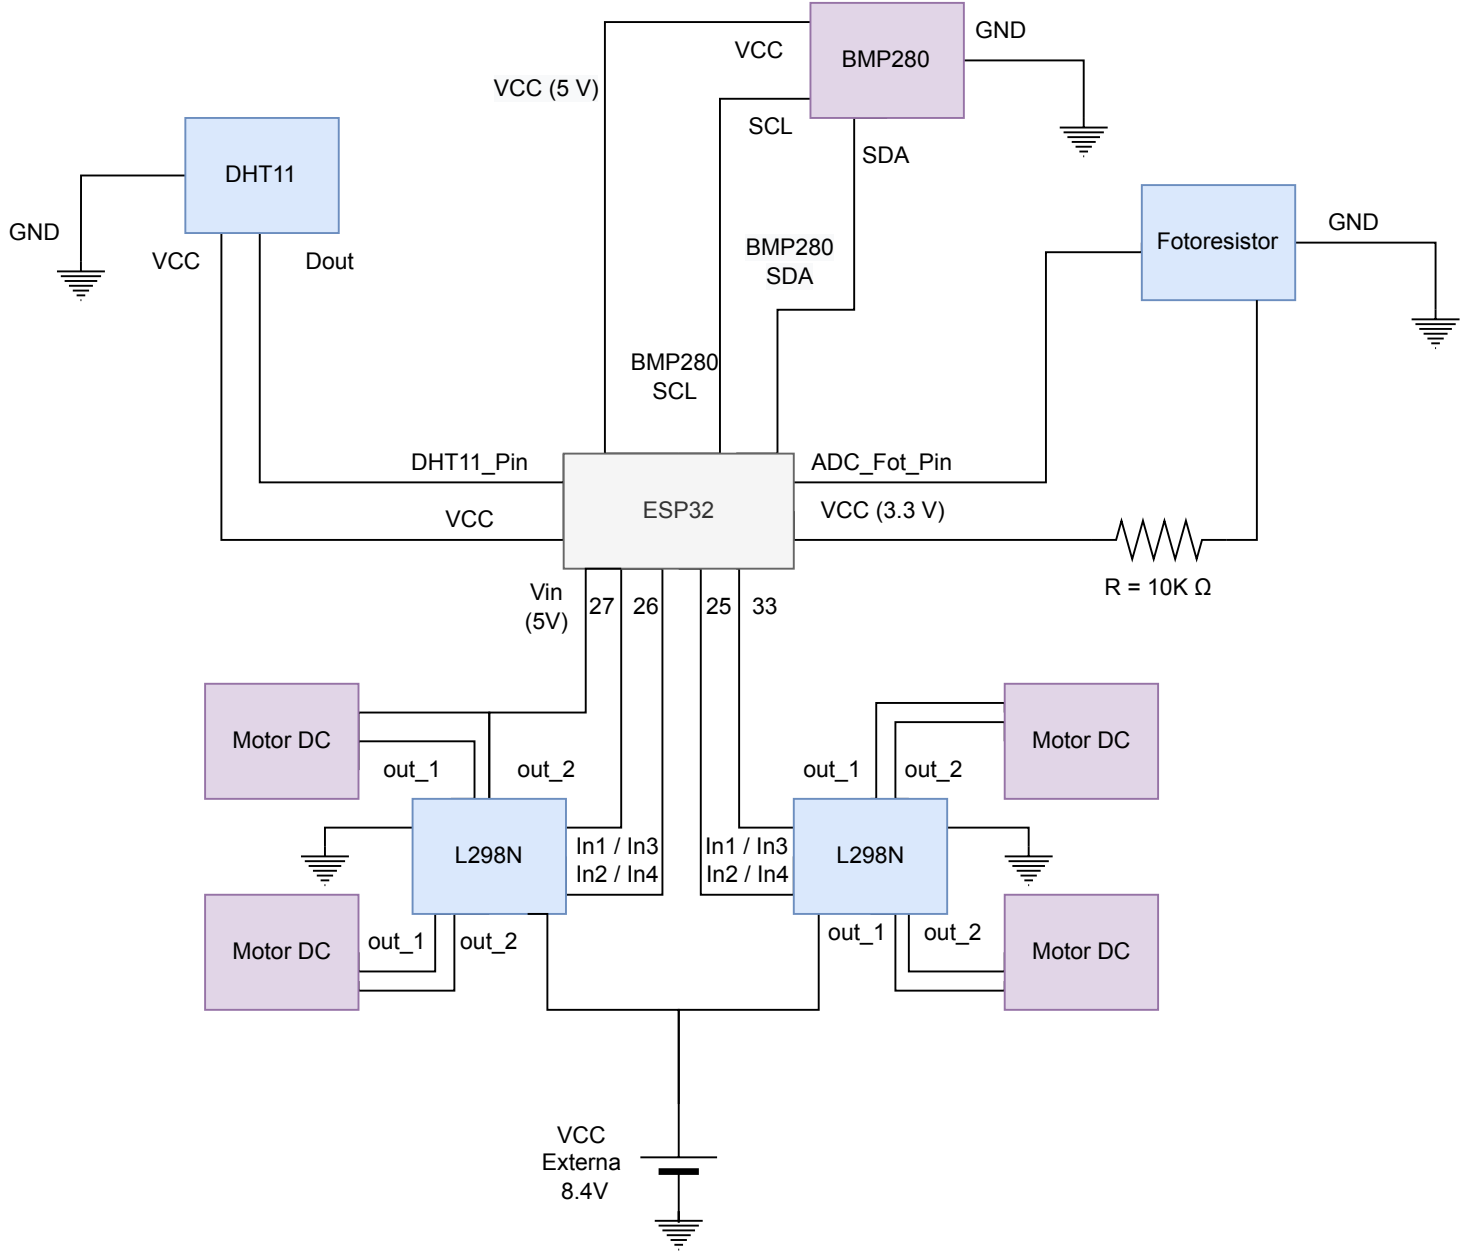 GND
VCC
BMP280
VCC (5 V)
SCL
SDA
DHT11
GND
VCC
Dout
Fotoresistor
GND
BMP280
SDA
BMP280
SCL
DHT11_Pin
ADC_Fot_Pin
VCC
ESP32
VCC (3.3 V)
R = 10K Ω
Vin
(5V)
27
26
25
33
Motor DC
out_1
out_2
out_1
out_2
Motor DC
L298N
In1 / In3
In2 / In4
In1 / In3
In2 / In4
L298N
Motor DC
out_1
out_2
out_1
out_2
Motor DC
VCC
Externa
8.4V